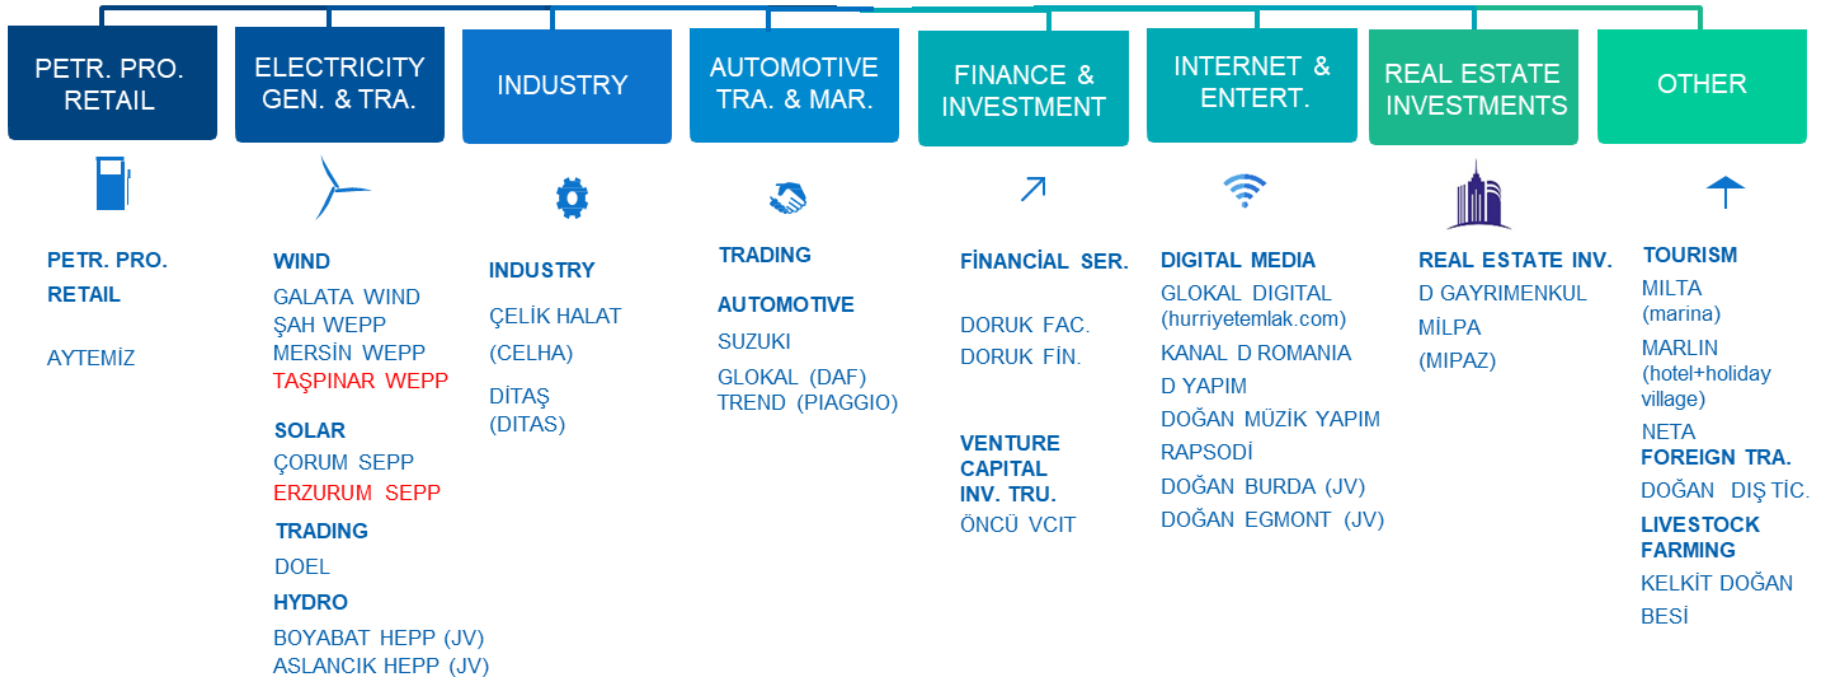 PETR. PRO.
RETAIL
ELECTRICITY
GEN. & TRA.
INDUSTRY
AUTOMOTIVE
TRA. & MAR.
FINANCE &
INVESTMENT
INTERNET &
ENTERT.
REAL ESTATE
INVESTMENTS
OTHER
PETR. PRO.
RETAIL
AYTEMİZ
WIND
GALATA WIND
ŞAH WEPP
MERSİN WEPP
TAŞPINAR WEPP
SOLAR
ÇORUM SEPP
ERZURUM SEPP
TRADING
DOEL
HYDRO
BOYABAT HEPP (JV)
ASLANCIK HEPP (JV)
INDUSTRY
ÇELİK HALAT
(CELHA)
DİTAŞ
(DITAS)
TRADING
AUTOMOTIVE
SUZUKI
GLOKAL (DAF)
TREND (PIAGGIO)
FİNANCİAL SER.
DORUK FAC.
DORUK FİN.
VENTURE
CAPITAL
INV. TRU.
ÖNCÜ VCIT
DIGITAL MEDIA
GLOKAL DIGITAL
(hurriyetemlak.com)
KANAL D ROMANIA
D YAPIM
DOĞAN MÜZİK YAPIM
RAPSODİ
DOĞAN BURDA (JV)
DOĞAN EGMONT (JV)
REAL ESTATE INV.
D GAYRIMENKUL
MİLPA
(MIPAZ)
TOURISM
MILTA
(marina)
MARLIN
(hotel+holiday
village)
NETA
FOREIGN TRA.
DOĞAN DIŞ TİC.
LIVESTOCK
FARMING
KELKİT DOĞAN
BESİ